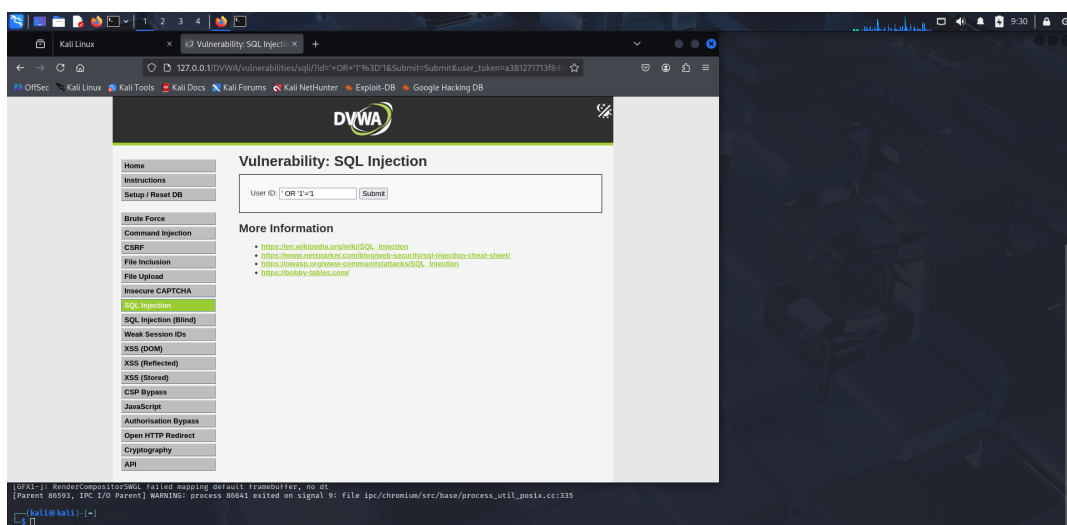 1 2 3 4
9:30
Kali Linux
Vulnerability: SQL Injectio
127.0.0.1/DVWA/vulnerabilities/sqli/?id='+OR+'1'%3D'1&Submit=Submit&user_token=a381271713f84
OffSec Kali Linux Kali Tools Kali Docs Kali Forums Kali NetHunter Exploit-DB Google Hacking DB
DVWA
Home
Instructions
Setup / Reset DB
Brute Force
Command Injection
CSRF
File Inclusion
File Upload
Insecure CAPTCHA
SQL Injection
SQL Injection (Blind)
Weak Session IDs
XSS (DOM)
XSS (Reflected)
XSS (Stored)
CSP Bypass
JavaScript
Authorisation Bypass
Open HTTP Redirect
Cryptography
API
Vulnerability: SQL Injection
User ID: ' OR '1'='1 Submit
More Information
https://en.wikipedia.org/wiki/SQL_injection
https://www.netsparker.com/blog/web-security/sql-injection-cheat-sheet/
https://owasp.org/www-community/attacks/SQL_Injection
https://bobby-tables.com/
[GFX1-]: RenderCompositorSWGL failed mapping default framebuffer, no dt
[Parent 86593, IPC I/O Parent] WARNING: process 86641 exited on signal 9: file ipc/chromium/src/base/process_util_posix.cc:335
(kali㉿kali)-[~]
$